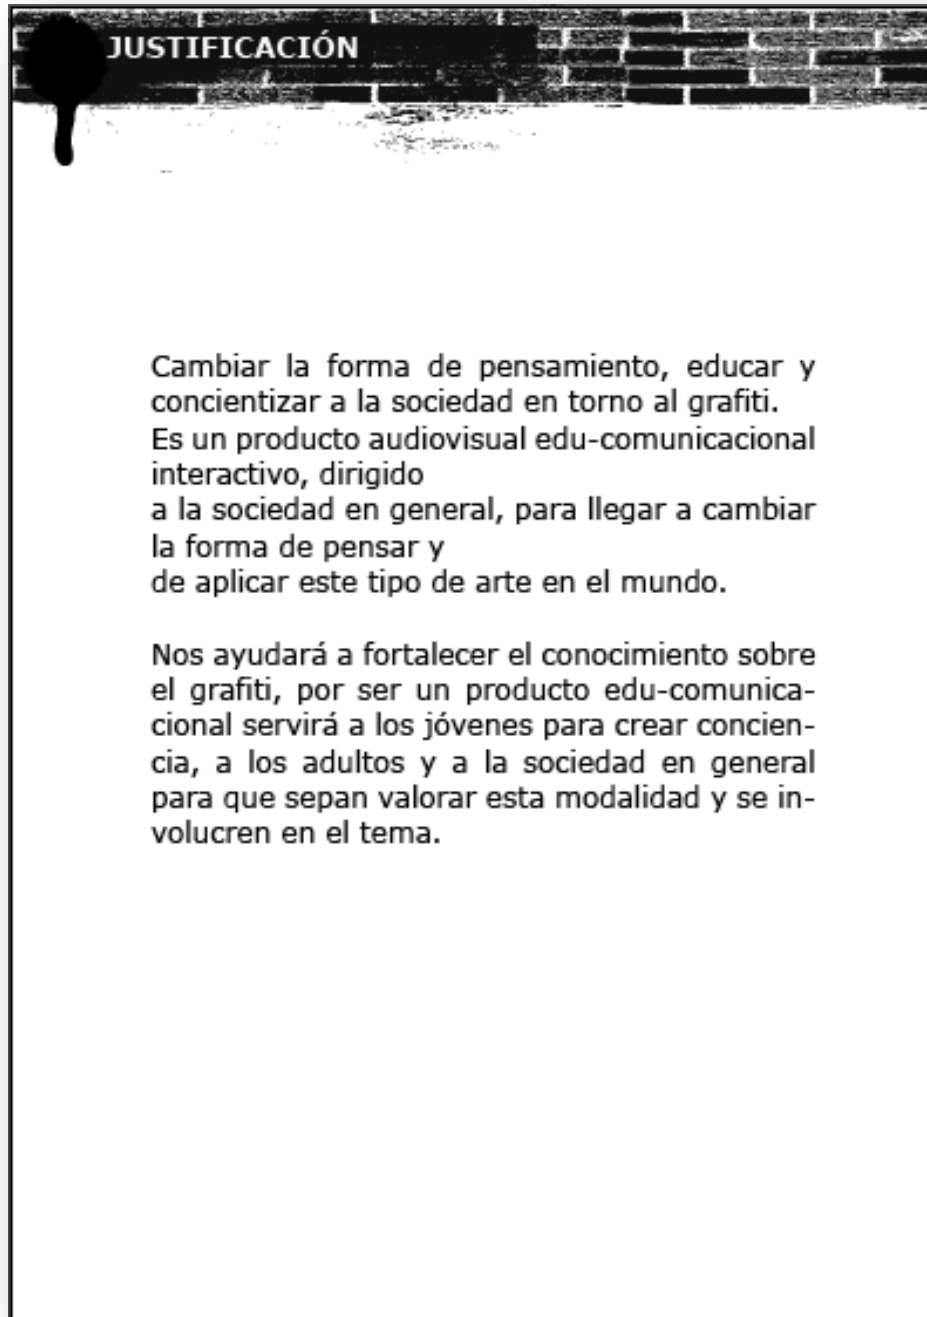 JUSTIFICACIÓN
Cambiar la forma de pensamiento, educar y
concientizar a la sociedad en torno al grafiti.
Es un producto audiovisual edu-comunicacional
interactivo, dirigido
a la sociedad en general, para llegar a cambiar
la forma de pensar y
de aplicar este tipo de arte en el mundo.
Nos ayudará a fortalecer el conocimiento sobre
el grafiti, por ser un producto edu-comunica-
cional servirá a los jóvenes para crear concien-
cia, a los adultos y a la sociedad en general
para que sepan valorar esta modalidad y se in-
volucren en el tema.